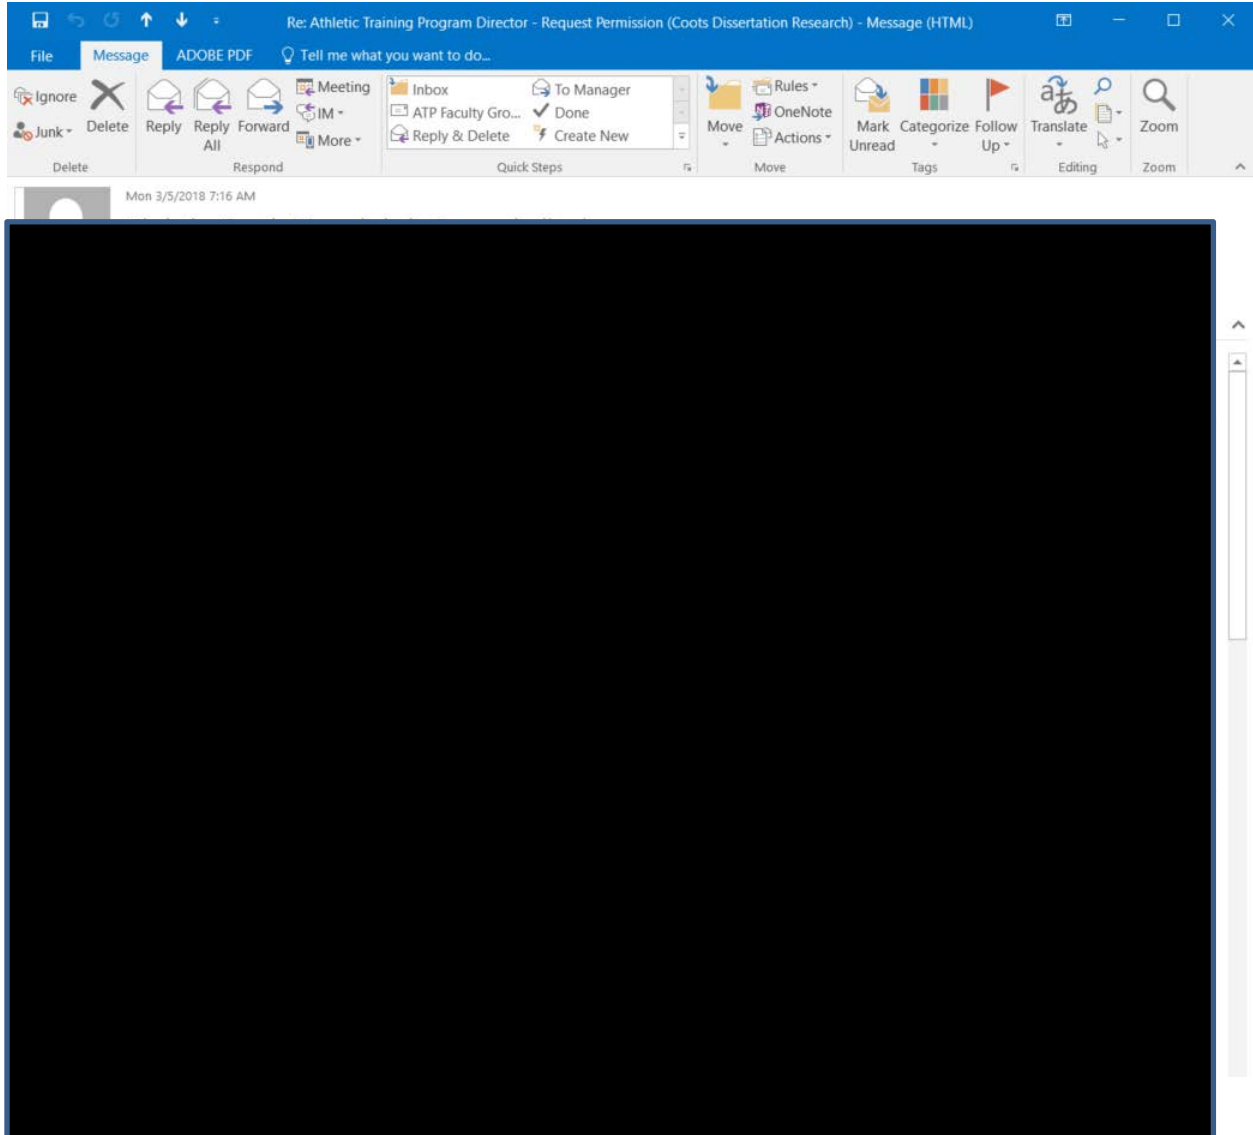 Re: Athletic Training Program Director - Request Permission (Coots Dissertation Research) - Message (HTML)
File Message ADOBE PDF Tell me what you want to do...
Ignore
Junk
Delete
Reply
Reply All
Forward
Meeting
IM
More
Inbox
ATP Faculty Gro...
Reply & Delete
To Manager
Done
Create New
Move
Rules
OneNote
Actions
Mark Unread
Categorize
Follow Up
Translate
Zoom
Delete Respond Quick Steps Move Tags Editing Zoom
Mon 3/5/2018 7:16 AM